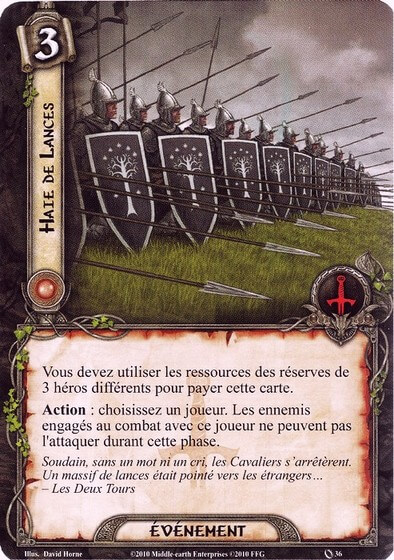 3
HAIE DE LANCES
Vous devez utiliser les ressources des réserves de
3 héros différents pour payer cette carte.
Action : choisissez un joueur. Les ennemis
engagés au combat avec ce joueur ne peuvent pas
l'attaquer durant cette phase.
Soudain, sans un mot ni un cri, les Cavaliers s'arrêtèrent.
Un massif de lances était pointé vers les étrangers…
– Les Deux Tours
ÉVÉNEMENT
Illus. David Horne ©2010 Middle-earth Enterprises ©2010 FFG 36